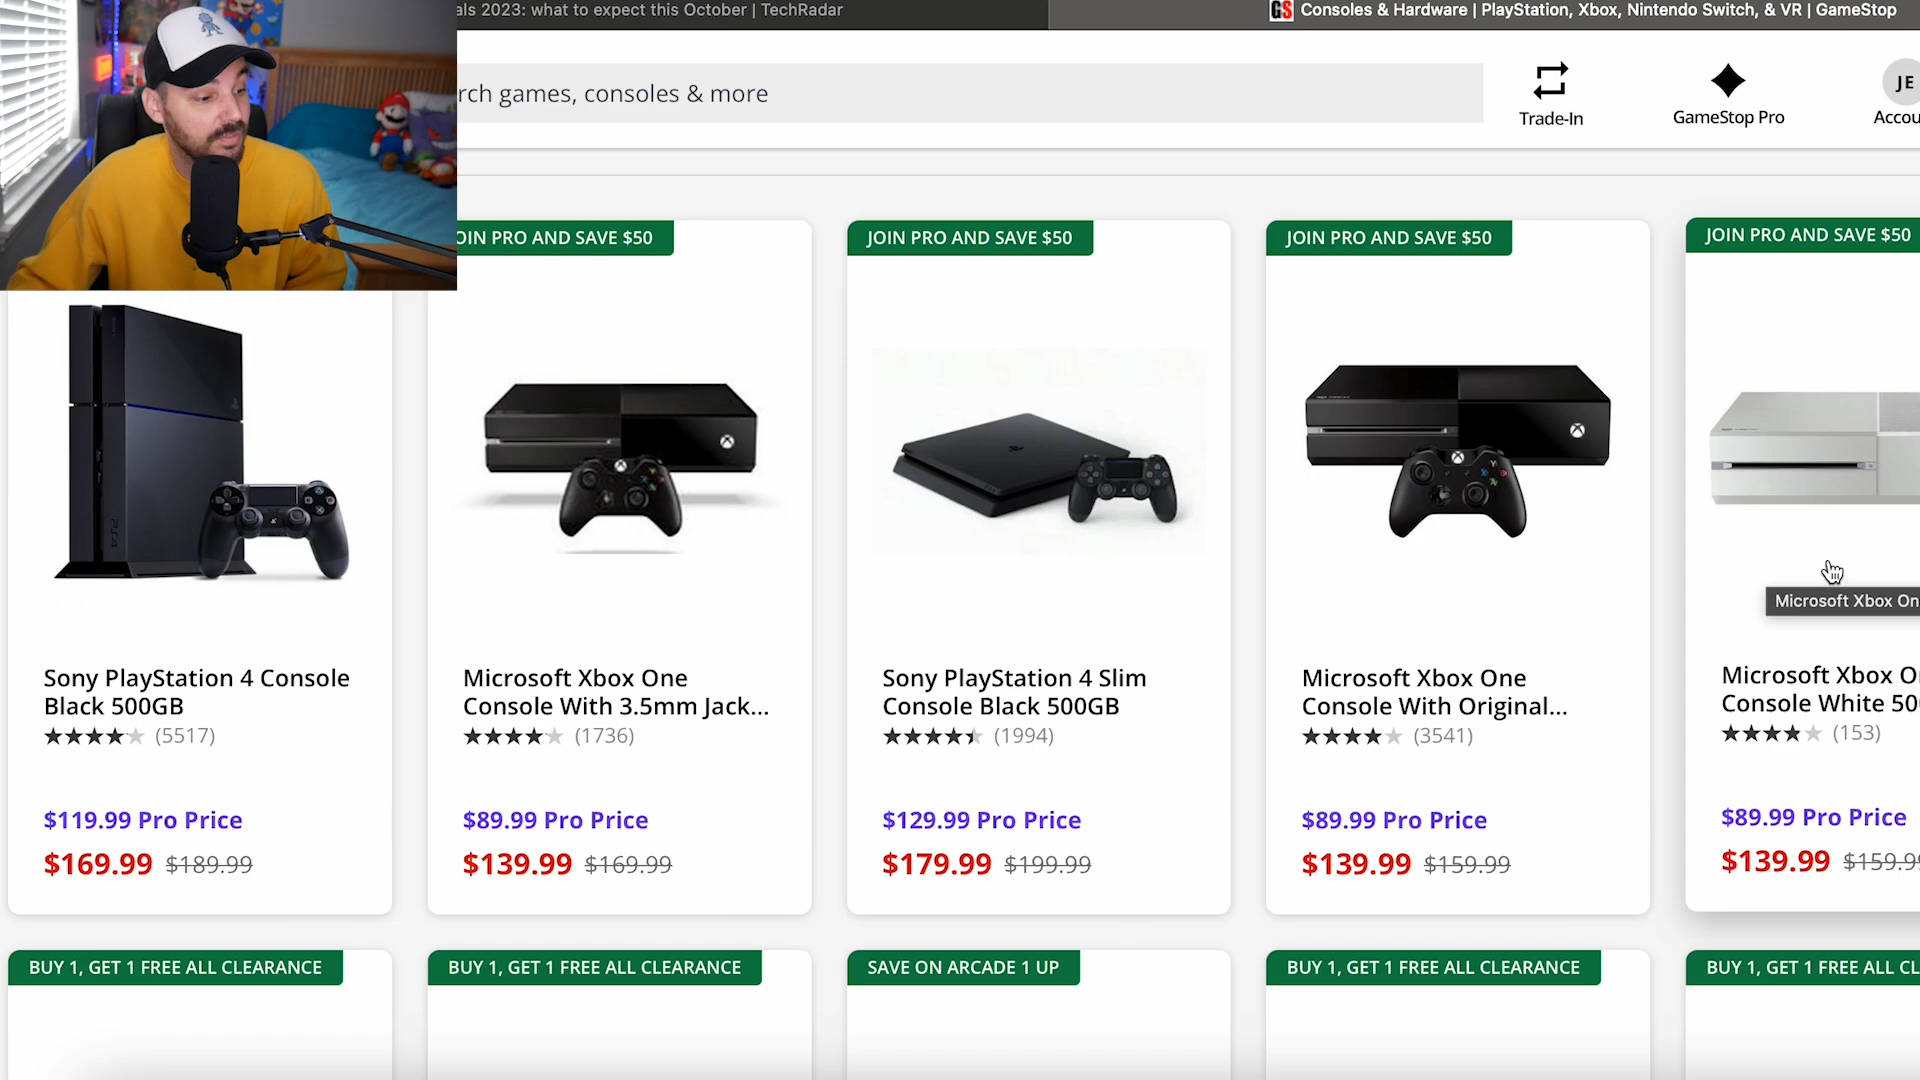 als 2023: what to expect this October | TechRadar
GS Consoles & Hardware | PlayStation, Xbox, Nintendo Switch, & VR | GameStop
rch games, consoles & more
Trade-In
GameStop Pro
JE
Accou
OIN PRO AND SAVE $50
JOIN PRO AND SAVE $50
JOIN PRO AND SAVE $50
JOIN PRO AND SAVE $50
Microsoft Xbox On
Sony PlayStation 4 Console
Black 500GB
(5517)
$119.99 Pro Price
$169.99 $189.99
Microsoft Xbox One
Console With 3.5mm Jack...
(1736)
$89.99 Pro Price
$139.99 $169.99
Sony PlayStation 4 Slim
Console Black 500GB
(1994)
$129.99 Pro Price
$179.99 $199.99
Microsoft Xbox One
Console With Original...
(3541)
$89.99 Pro Price
$139.99 $159.99
Microsoft Xbox O
Console White 50
(153)
$89.99 Pro Price
$139.99 $159.9
BUY 1, GET 1 FREE ALL CLEARANCE
BUY 1, GET 1 FREE ALL CLEARANCE
SAVE ON ARCADE 1 UP
BUY 1, GET 1 FREE ALL CLEARANCE
BUY 1, GET 1 FREE ALL CL